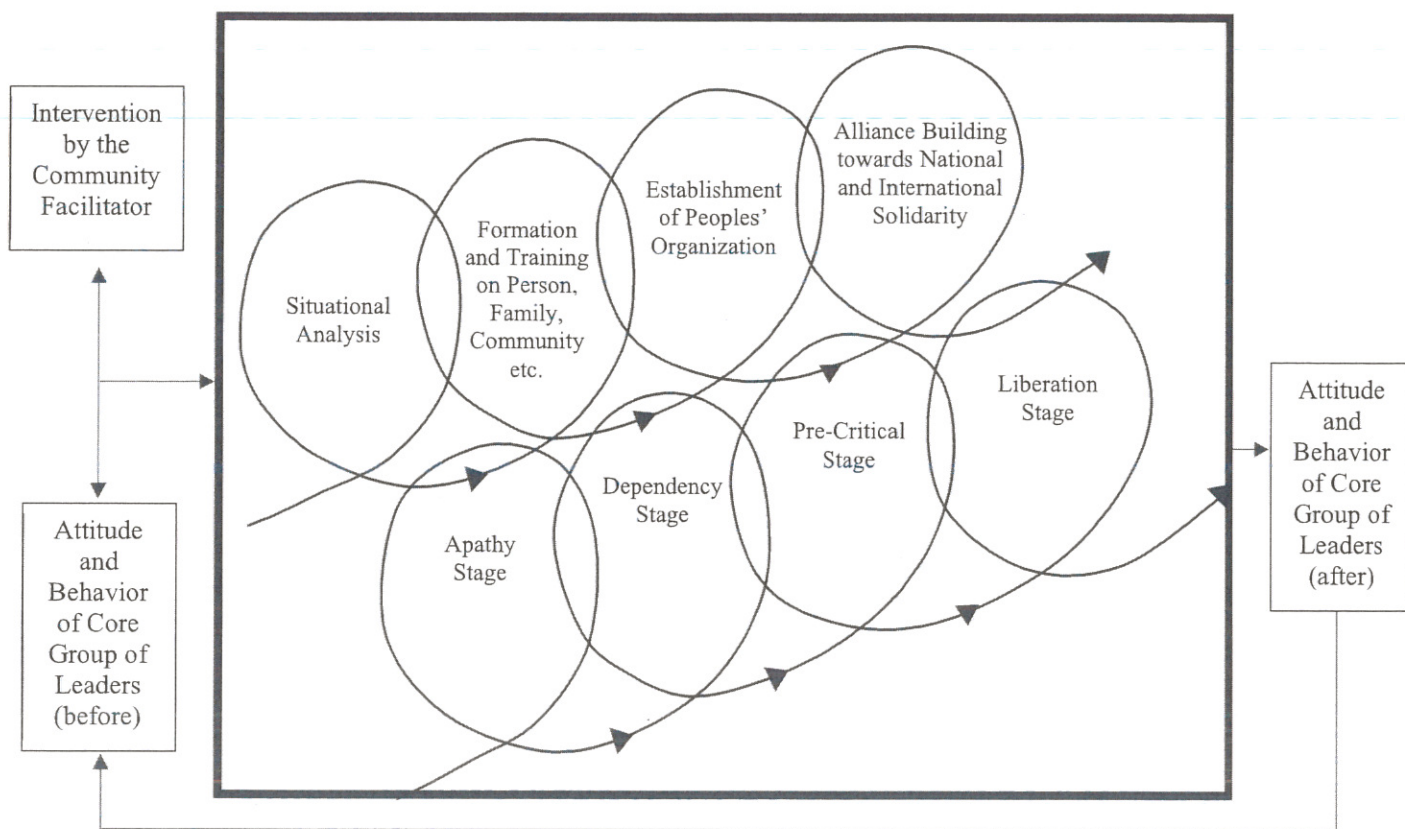 Intervention
by the
Community
Facilitator
Attitude
and
Behavior
of Core
Group of
Leaders
(before)
Situational
Analysis
Formation
and Training
on Person,
Family,
Community
etc.
Establishment
of Peoples’
Organization
Alliance Building
towards National
and International
Solidarity
Apathy
Stage
Dependency
Stage
Pre-Critical
Stage
Liberation
Stage
Attitude
and
Behavior
of Core
Group of
Leaders
(after)